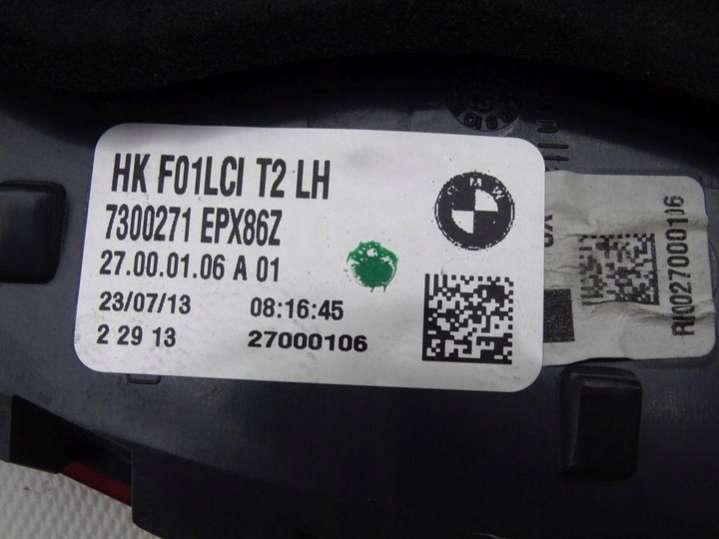 HK F01LCI T2 LH
7300271 EPX86Z
27.00.01.06 A 01
23/07/13 08:16:45
2 29 13 27000106
BMW
RI0027000106